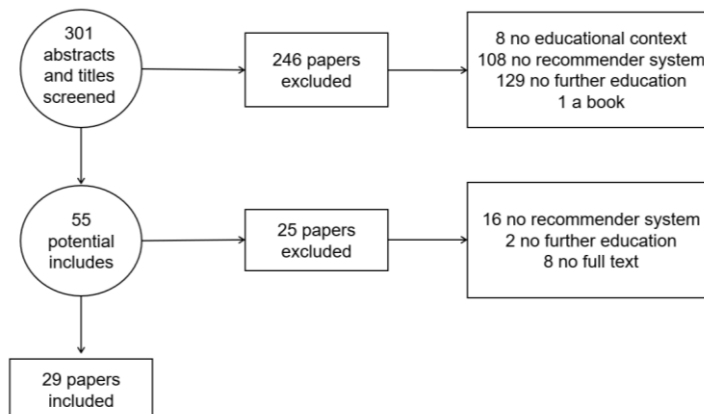 301
abstracts
and titles
screened
246 papers
excluded
8 no educational context
108 no recommender system
129 no further education
1 a book
55
potential
includes
25 papers
excluded
16 no recommender system
2 no further education
8 no full text
29 papers
included